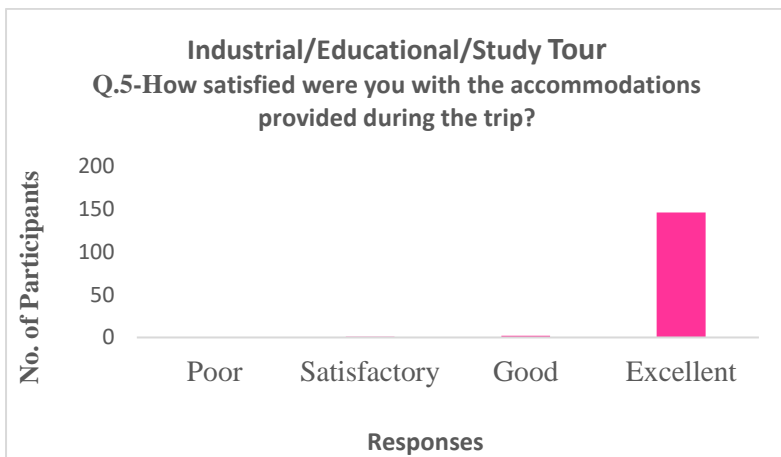 Industrial/Educational/Study Tour
Q.5-How satisfied were you with the accommodations
provided during the trip?
No. of Participants
200
150
100
50
0
Poor Satisfactory Good Excellent
Responses